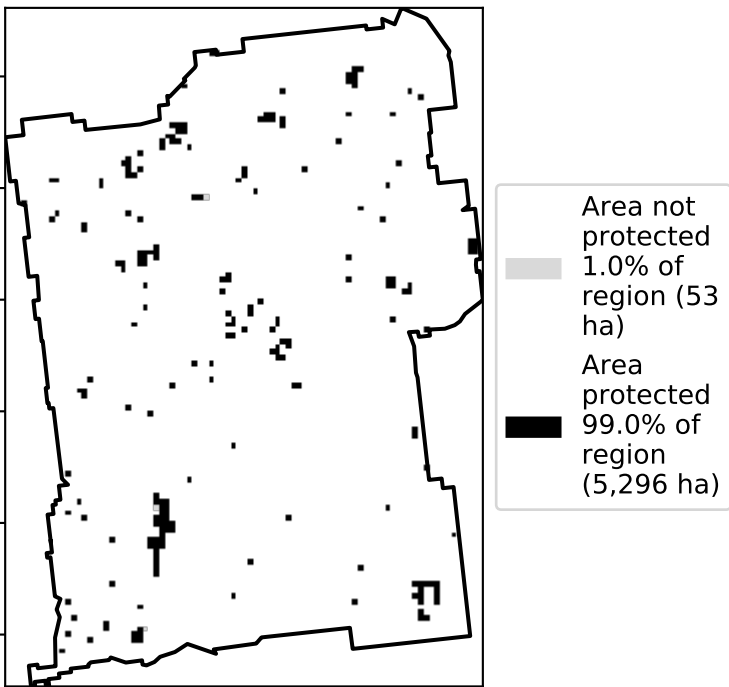 Area not
protected
1.0% of
region (53
ha)
Area
protected
99.0% of
region
(5,296 ha)